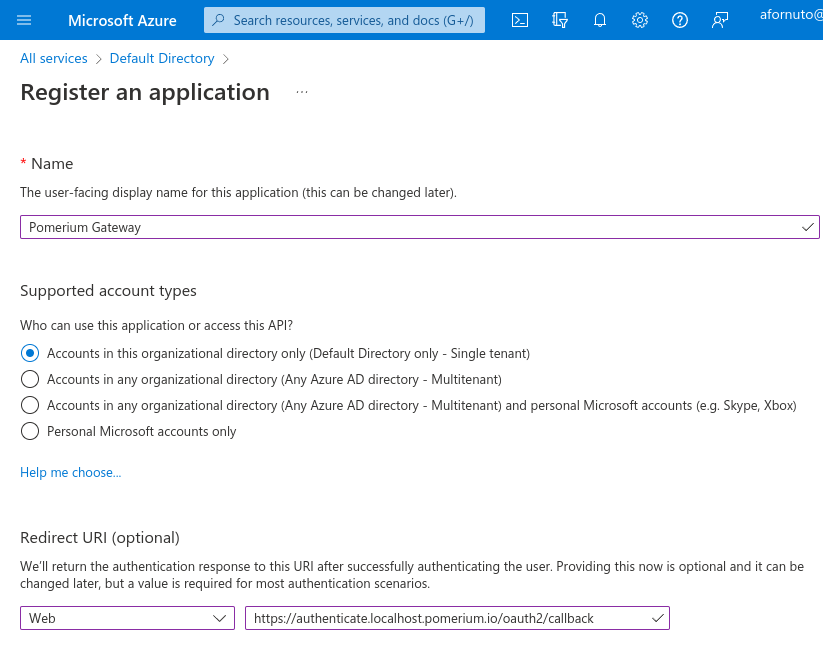 Microsoft Azure
Search resources, services, and docs (G+/)
afornuto@
All services > Default Directory >
Register an application ...
* Name
The user-facing display name for this application (this can be changed later).
Pomerium Gateway
Supported account types
Who can use this application or access this API?
Accounts in this organizational directory only (Default Directory only - Single tenant)
Accounts in any organizational directory (Any Azure AD directory - Multitenant)
Accounts in any organizational directory (Any Azure AD directory - Multitenant) and personal Microsoft accounts (e.g. Skype, Xbox)
Personal Microsoft accounts only
Help me choose...
Redirect URI (optional)
We'll return the authentication response to this URI after successfully authenticating the user. Providing this now is optional and it can be
changed later, but a value is required for most authentication scenarios.
Web
https://authenticate.localhost.pomerium.io/oauth2/callback